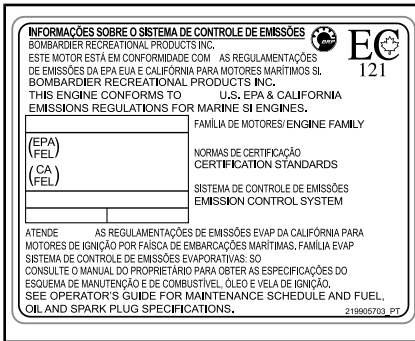 INFORMAÇÕES SOBRE O SISTEMA DE CONTROLE DE EMISSÕES
BOMBARDIER RECREATIONAL PRODUCTS INC.
ESTE MOTOR ESTÁ EM CONFORMIDADE COM AS REGULAMENTAÇÕES
DE EMISSÕES DA EPA EUA E CALIFÓRNIA PARA MOTORES MARÍTIMOS SI.
BOMBARDIER RECREATIONAL PRODUCTS INC.
THIS ENGINE CONFORMS TO U.S. EPA & CALIFORNIA
EMISSIONS REGULATIONS FOR MARINE SI ENGINES.
brp
EC
121
FAMÍLIA DE MOTORES/ ENGINE FAMILY
(EPA FEL)
NORMAS DE CERTIFICAÇÃO
CERTIFICATION STANDARDS
(CA FEL)
SISTEMA DE CONTROLE DE EMISSÕES
EMISSION CONTROL SYSTEM
ATENDE AS REGULAMENTAÇÕES DE EMISSÕES EVAP DA CALIFÓRNIA PARA
MOTORES DE IGNIÇÃO POR FAÍSCA DE EMBARCAÇÕES MARÍTIMAS. FAMÍLIA EVAP
SISTEMA DE CONTROLE DE EMISSÕES EVAPORATIVAS: SO
CONSULTE O MANUAL DO PROPRIETÁRIO PARA OBTER AS ESPECIFICAÇÕES DO
ESQUEMA DE MANUTENÇÃO E DE COMBUSTÍVEL, ÓLEO E VELA DE IGNIÇÃO.
SEE OPERATOR'S GUIDE FOR MAINTENANCE SCHEDULE AND FUEL,
OIL AND SPARK PLUG SPECIFICATIONS.
219905703_PT